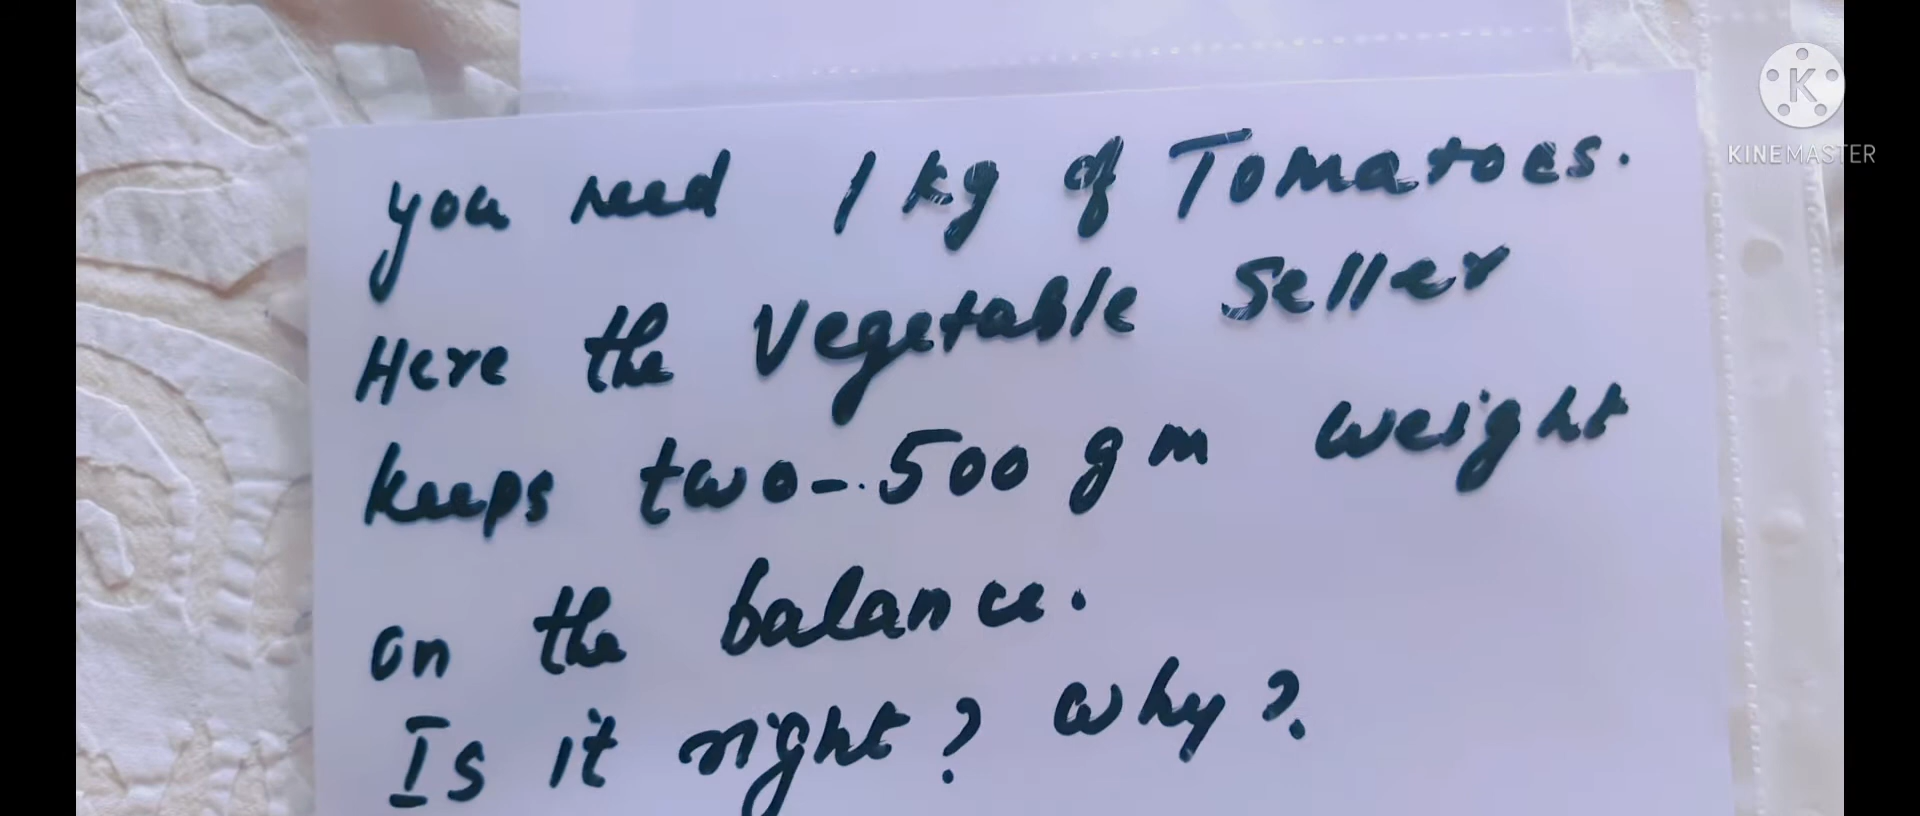 you need 1 kg of Tomatoes.
Here the Vegetable Seller
keeps two-.500 gm weight
on the balance.
Is it right? why?
K
KINEMASTER